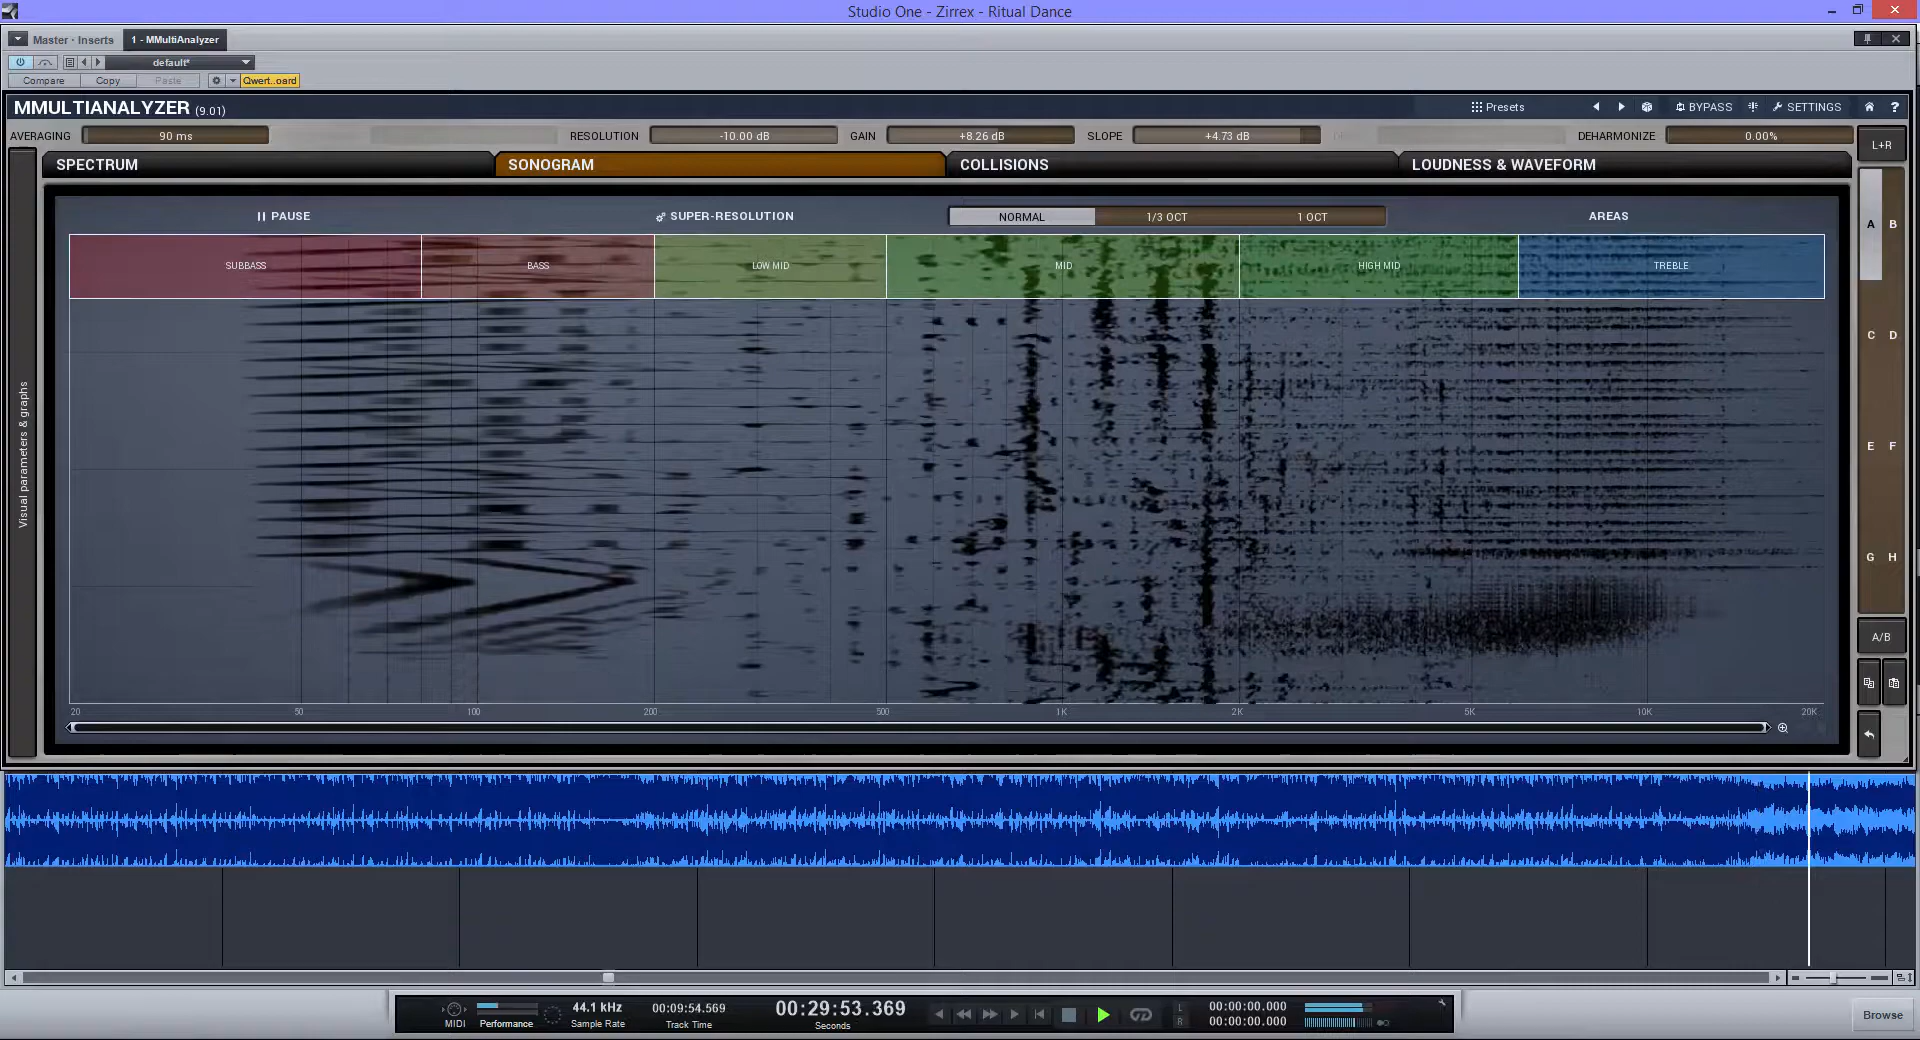 Studio One - Zirrex - Ritual Dance
Master · Inserts 1 - MMultiAnalyzer
default*
Compare Copy Paste Qwert..oard
MMULTIANALYZER (9.01) Presets BYPASS SETTINGS ?
AVERAGING 90 ms RESOLUTION -10.00 dB GAIN +8.26 dB SLOPE +4.73 dB DEHARMONIZE 0.00%
L+R
SPECTRUM SONOGRAM COLLISIONS LOUDNESS & WAVEFORM
PAUSE SUPER-RESOLUTION NORMAL 1/3 OCT 1 OCT AREAS
A B
SUBBASS BASS LOW MID MID HIGH MID TREBLE
C D
Visual parameters & graphs
E F
G H
A/B
20 50 100 200 500 1K 2K 5K 10K 20K
MIDI
Performance
44.1 kHz
Sample Rate
00:09:54.569
Track Time
00:29:53.369
Seconds
L 00:00:00.000
R 00:00:00.000
Browse